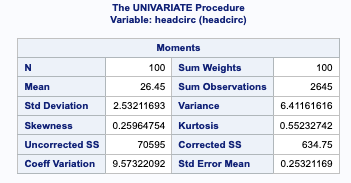 The UNIVARIATE Procedure
Variable: headcirc (headcirc)
Moments
N 100 Sum Weights 100
Mean 26.45 Sum Observations 2645
Std Deviation 2.53211693 Variance 6.41161616
Skewness 0.25964754 Kurtosis 0.55232742
Uncorrected SS 70595 Corrected SS 634.75
Coeff Variation 9.57322092 Std Error Mean 0.25321169